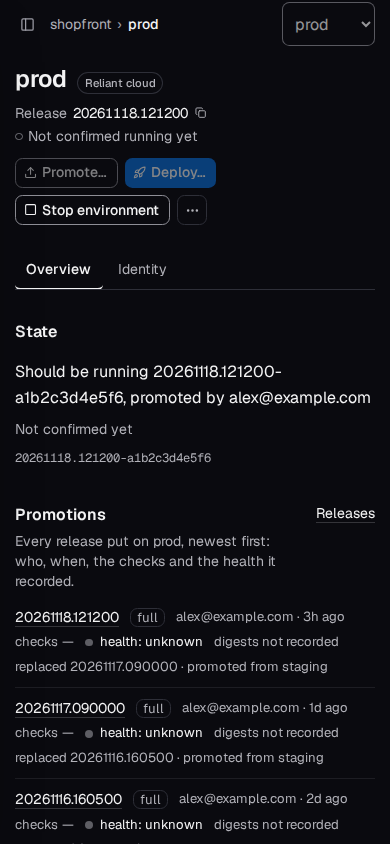 shopfront › prod
prod
prod
Reliant cloud
Release 20261118.121200
Not confirmed running yet
Promote...
Deploy...
Stop environment
Overview
Identity
State
Should be running 20261118.121200-
a1b2c3d4e5f6, promoted by alex@example.com
Not confirmed yet
20261118.121200-a1b2c3d4e5f6
Promotions
Releases
Every release put on prod, newest first:
who, when, the checks and the health it
recorded.
20261118.121200 full alex@example.com · 3h ago
checks — health: unknown digests not recorded
replaced 20261117.090000 · promoted from staging
20261117.090000 full alex@example.com · 1d ago
checks — health: unknown digests not recorded
replaced 20261116.160500 · promoted from staging
20261116.160500 full alex@example.com · 2d ago
checks — health: unknown digests not recorded